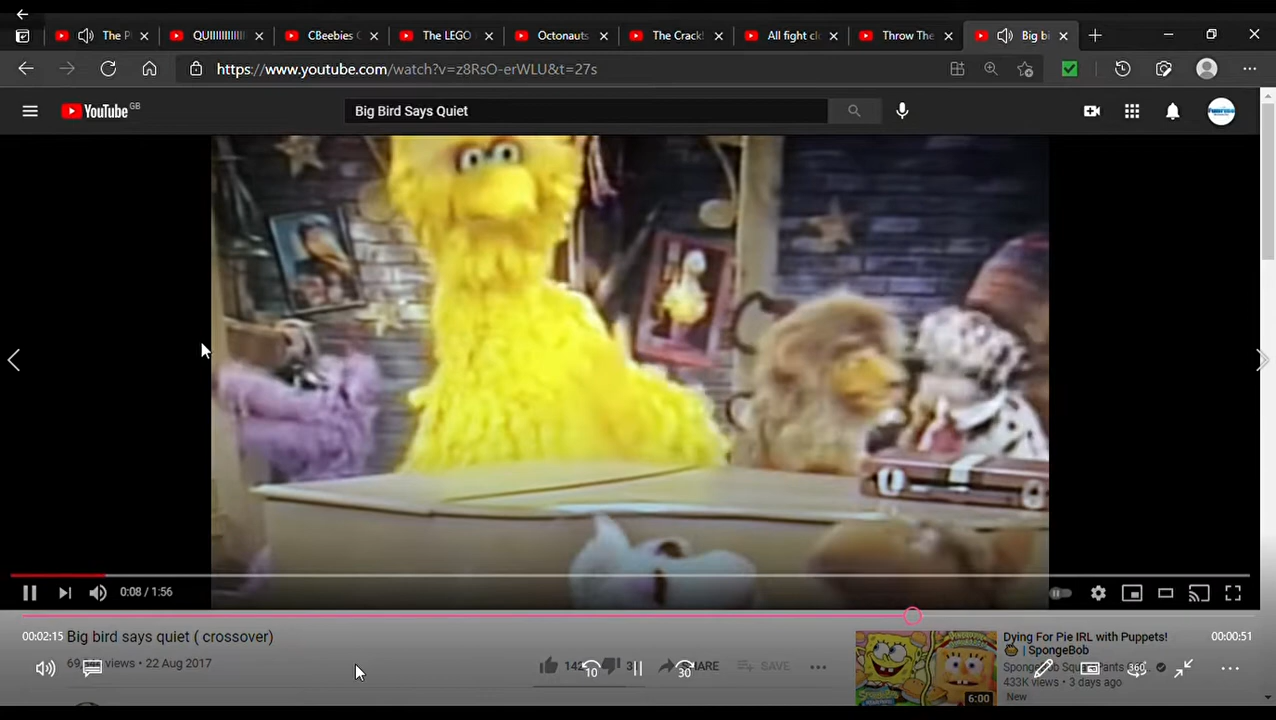 The P
QUIIIIIIIIII
CBeebies
The LEGO
Octonauts
The Crack!
All fight cl
Throw The
Big bi
https://www.youtube.com/watch?v=z8RsO-erWLU&t=27s
YouTube GB
Big Bird Says Quiet
0:08 / 1:56
00:02:15
Big bird says quiet ( crossover)
00:00:51
views • 22 Aug 2017
10
30
SHARE
SAVE
360
Dying For Pie IRL with Puppets!
| SpongeBob
433K views • 3 days ago
New
6:00